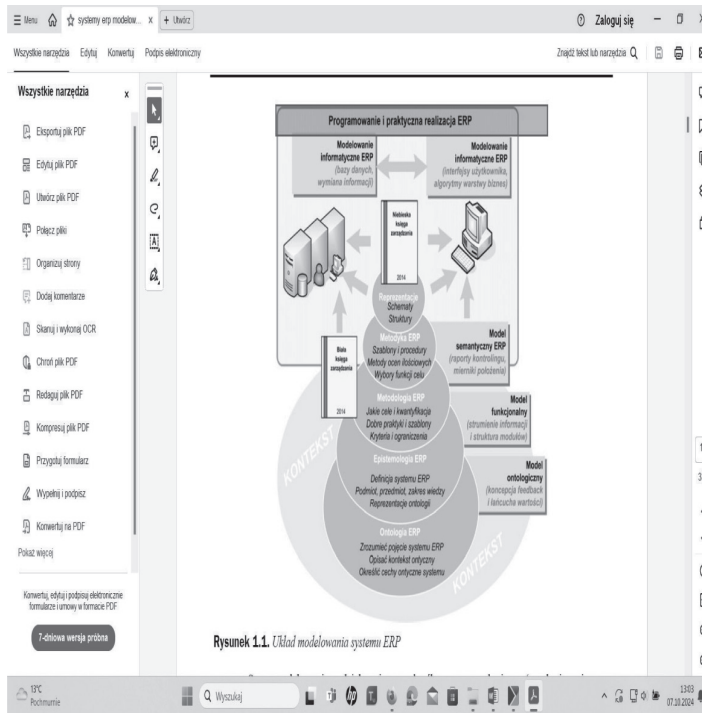 Menu
systemy erp modelow...
x
+ Utwórz
Zaloguj się
Wszystkie narzędzia Edytuj Konwertuj Podpis elektroniczny
Znajdź tekst lub narzędzia
Wszystkie narzędzia
x
Eksportuj plik PDF
Edytuj plik PDF
Utwórz plik PDF
Połącz pliki
Organizuj strony
Dodaj komentarze
Skanuj i wykonaj OCR
Chroń plik PDF
Redaguj plik PDF
Kompresuj plik PDF
Przygotuj formularz
Wypełnij i podpisz
Konwertuj na PDF
Pokaż więcej
Konwertuj, edytuj i podpisuj elektronicznie
formularze i umowy w formacie PDF
7-dniowa wersja próbna
Programowanie i praktyczna realizacja ERP
Modelowanie
informatyczne ERP
(bazy danych,
wymiana informacji)
Modelowanie
informatyczne ERP
(interfejsy użytkownika,
algorytmy warstwy biznes)
Niebieska
księga
zarządzania
2014
Reprezentacje
Schematy
Struktury
Biała
księga
zarządzania
2014
Metodyka ERP
Szablony i procedury
Metody ocen ilościowych
Wybory funkcji celu
Model
semantyczny ERP
(raporty kontrolingu,
mierniki położenia)
Metodologia ERP
Jakie cele i kwantyfikacja
Dobre praktyki i szablony
Kryteria i ograniczenia
Model
funkcjonalny
(strumienie informacji
i struktura modułów)
Epistemologia ERP
Definicja systemu ERP
Podmiot, przedmiot, zakres wiedzy
Reprezentacje ontologii
Model
ontologiczny
(koncepcja feedback
i łańcucha wartości)
Ontologia ERP
Zrozumieć pojęcie systemu ERP
Opisać kontekst ontyczny
Określić cechy ontyczne systemu
KONTEKST
KONTEKST
Rysunek 1.1. Układ modelowania systemu ERP
13°C
Pochmurnie
Wyszukaj
13:03
07.10.2024